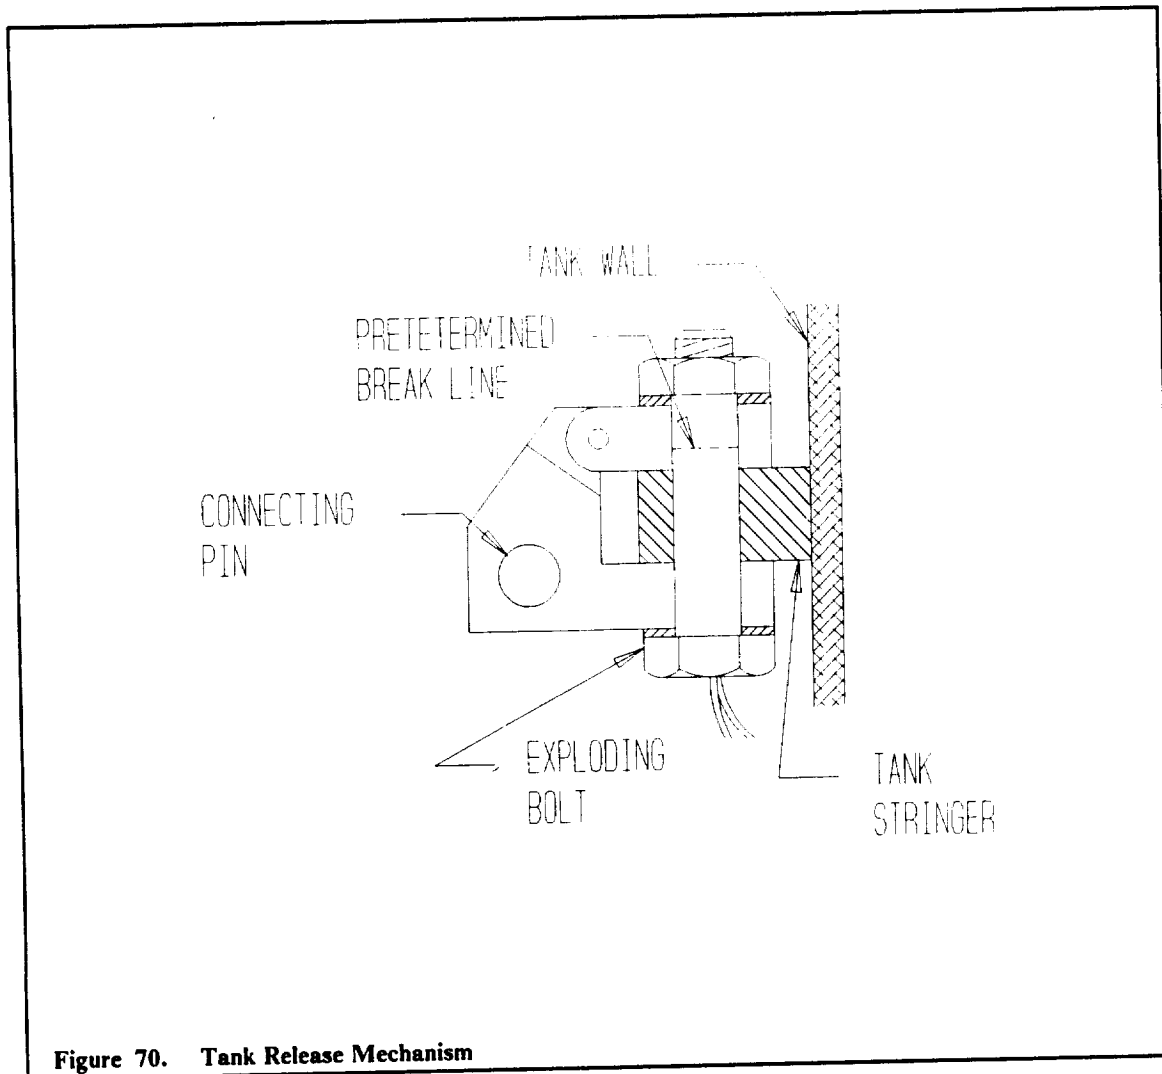 TANK WALL
PRETETERMINED
BREAK LINE
CONNECTING
PIN
EXPLODING
BOLT
TANK
STRINGER
Figure 70. Tank Release Mechanism